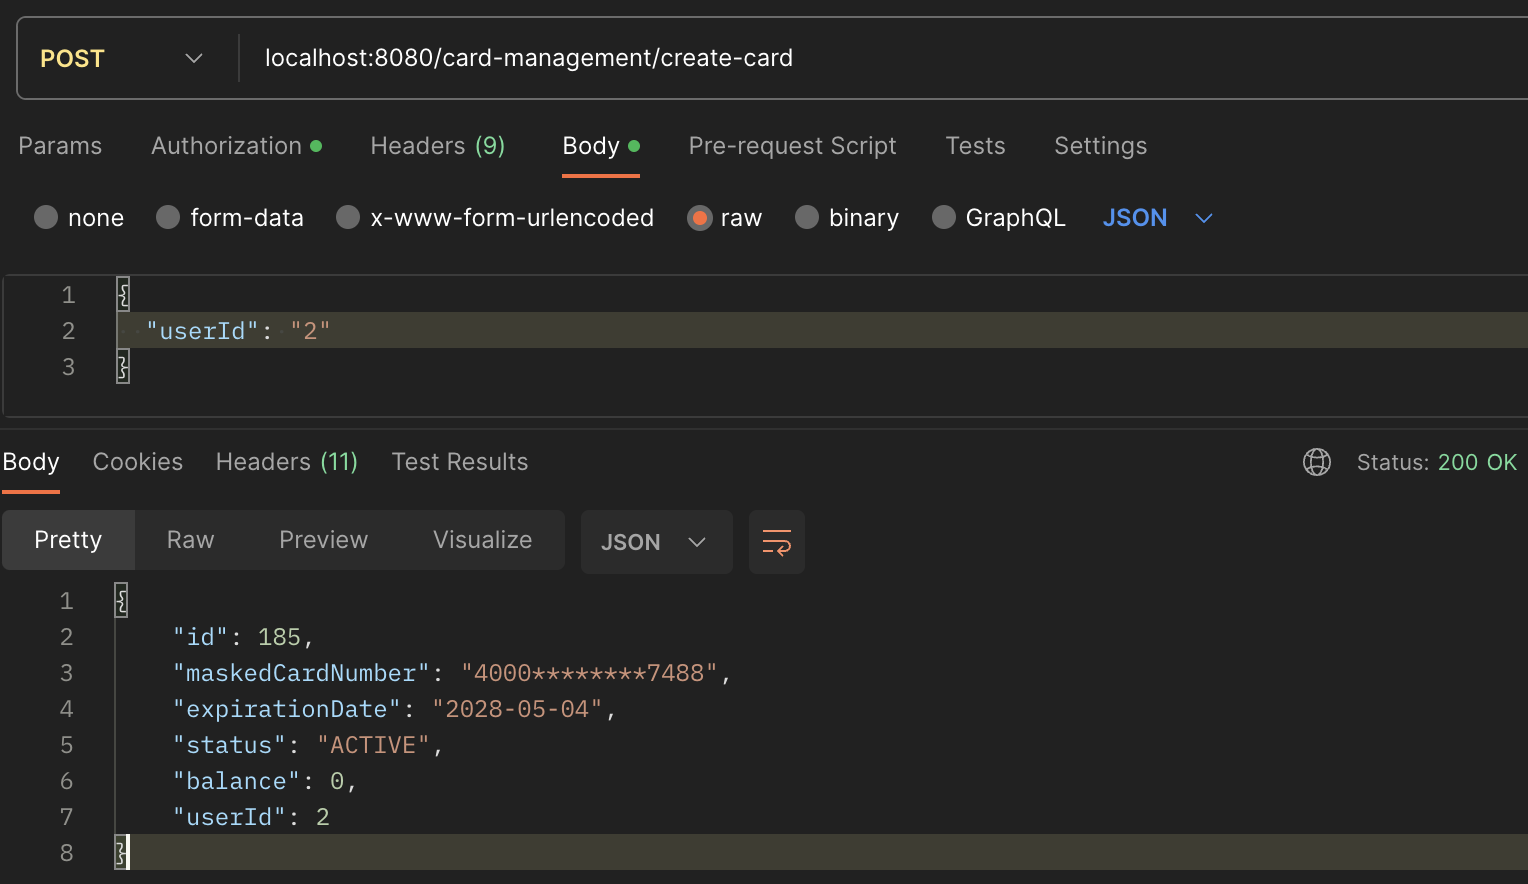 POST localhost:8080/card-management/create-card
Params Authorization Headers (9) Body Pre-request Script Tests Settings
none form-data x-www-form-urlencoded raw binary GraphQL JSON
1 {
2 "userId": "2"
3 }
Body Cookies Headers (11) Test Results Status: 200 OK
Pretty Raw Preview Visualize JSON
1 {
2 "id": 185,
3 "maskedCardNumber": "4000********7488",
4 "expirationDate": "2028-05-04",
5 "status": "ACTIVE",
6 "balance": 0,
7 "userId": 2
8 }